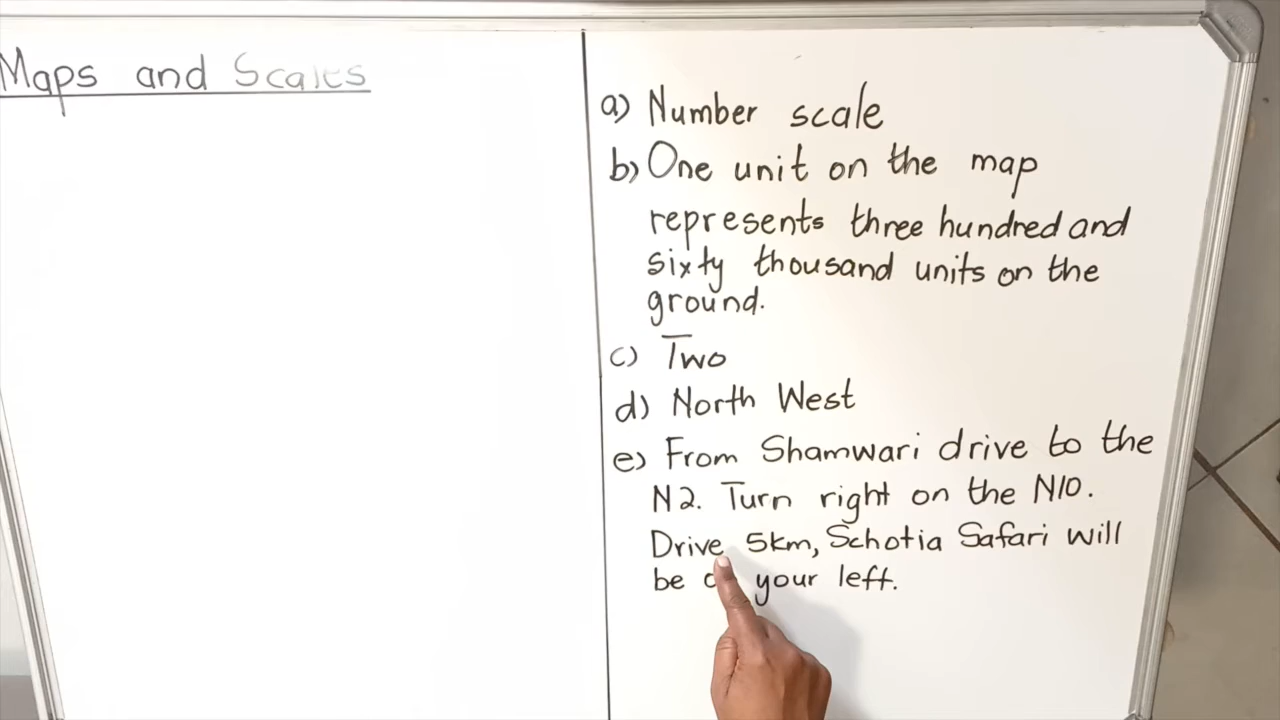 Maps and Scales
a) Number scale
b) One unit on the map
represents three hundred and
sixty thousand units on the
ground.
c) Two
d) North West
e) From Shamwari drive to the
N2. Turn right on the N10.
Drive 5km, Schotia Safari will
be your left.